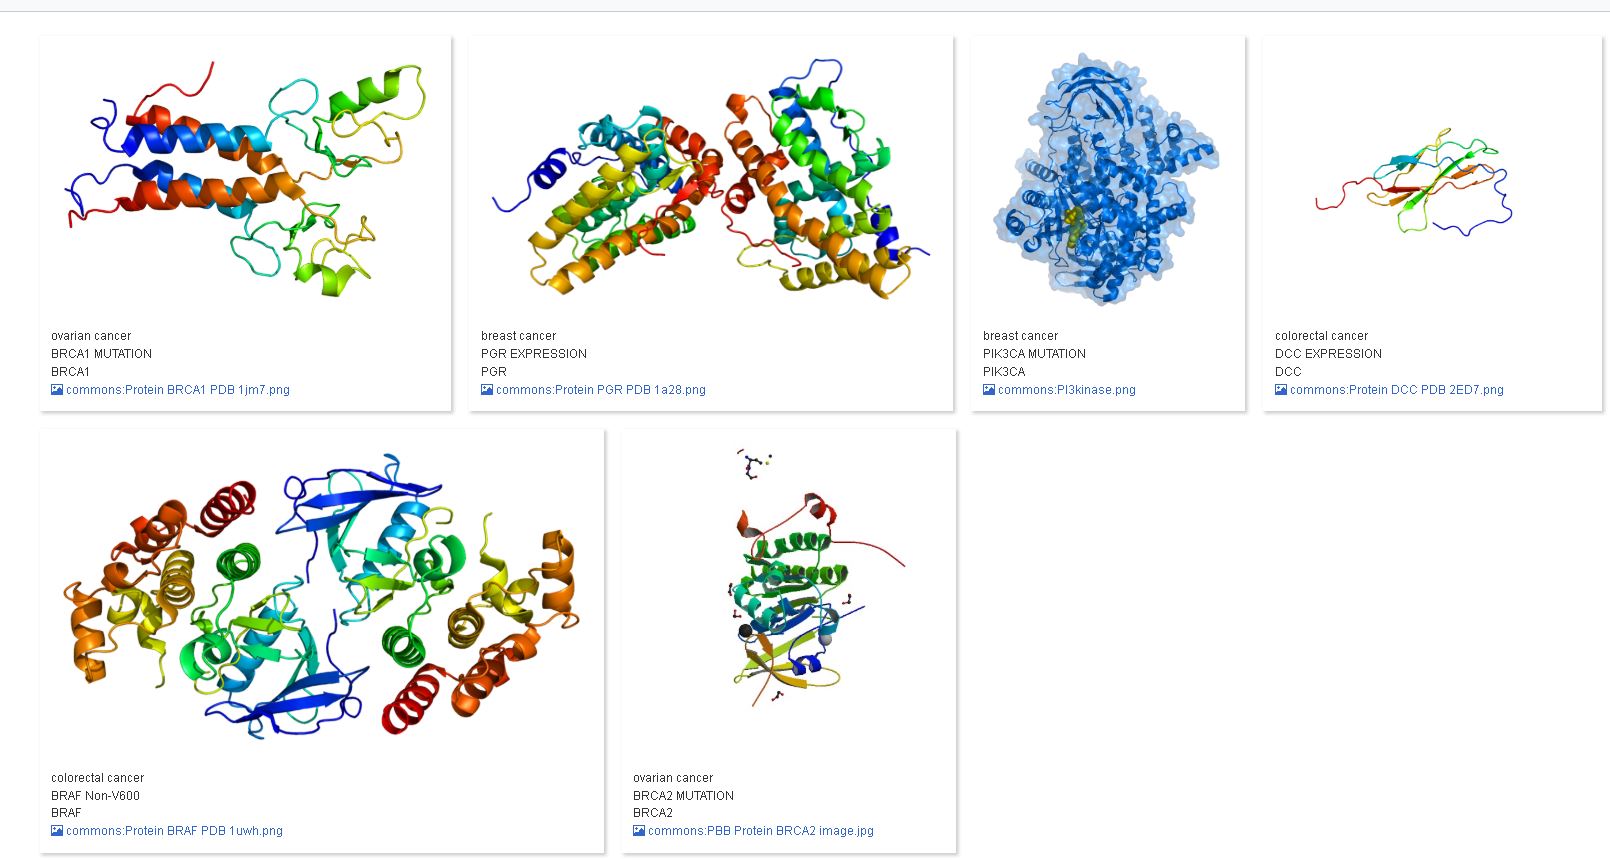 ovarian cancer
BRCA1 MUTATION
BRCA1
commons:Protein BRCA1 PDB 1jm7.png
breast cancer
PGR EXPRESSION
PGR
commons:Protein PGR PDB 1a28.png
breast cancer
PIK3CA MUTATION
PIK3CA
commons:PI3kinase.png
colorectal cancer
DCC EXPRESSION
DCC
commons:Protein DCC PDB 2ED7.png
colorectal cancer
BRAF Non-V600
BRAF
commons:Protein BRAF PDB 1uwh.png
ovarian cancer
BRCA2 MUTATION
BRCA2
commons:PBB Protein BRCA2 image.jpg